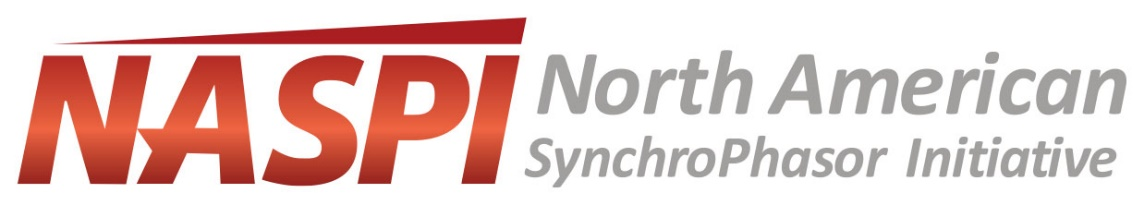 NASPI
North American
SynchroPhasor Initiative